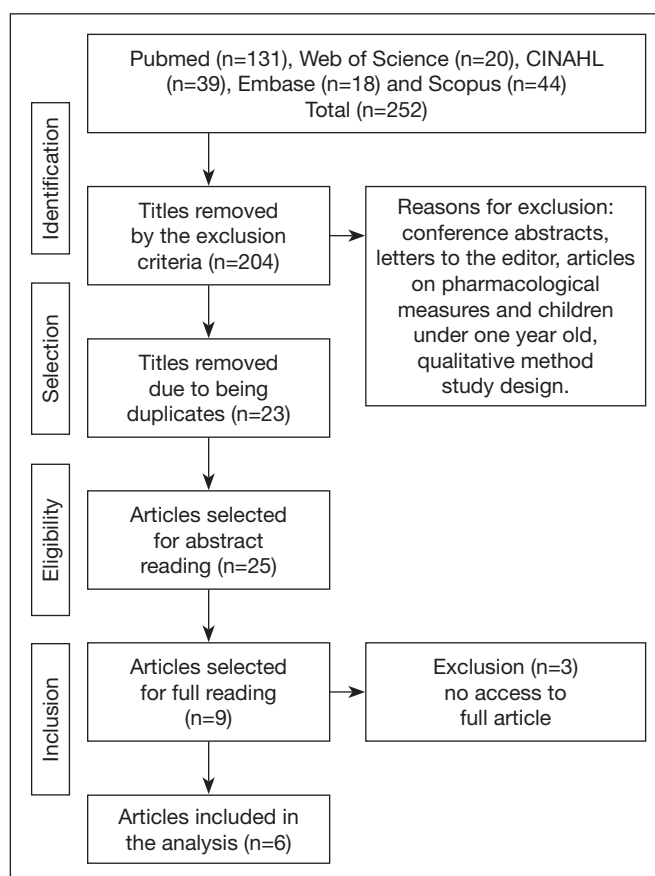 Pubmed (n=131), Web of Science (n=20), CINAHL
(n=39), Embase (n=18) and Scopus (n=44)
Total (n=252)
Identification
Titles removed
by the exclusion
criteria (n=204)
Reasons for exclusion:
conference abstracts,
letters to the editor, articles
on pharmacological
measures and children
under one year old,
qualitative method
study design.
Selection
Titles removed
due to being
duplicates (n=23)
Eligibility
Articles selected
for abstract
reading (n=25)
Inclusion
Articles selected
for full reading
(n=9)
Exclusion (n=3)
no access to
full article
Articles included in
the analysis (n=6)